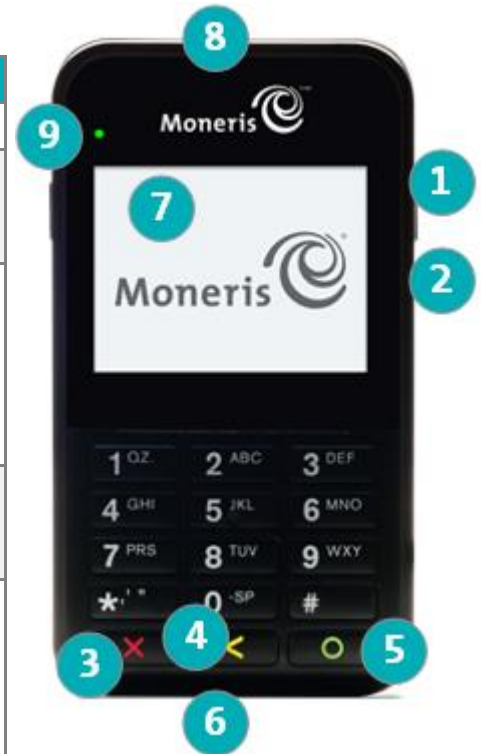 8
9
Moneris
1
7
Moneris
2
1 QZ. 2 ABC 3 DEF
4 GHI 5 JKL 6 MNO
7 PRS 8 TUV 9 WXY
*,'" 0 -SP #
3 4 < 5
6